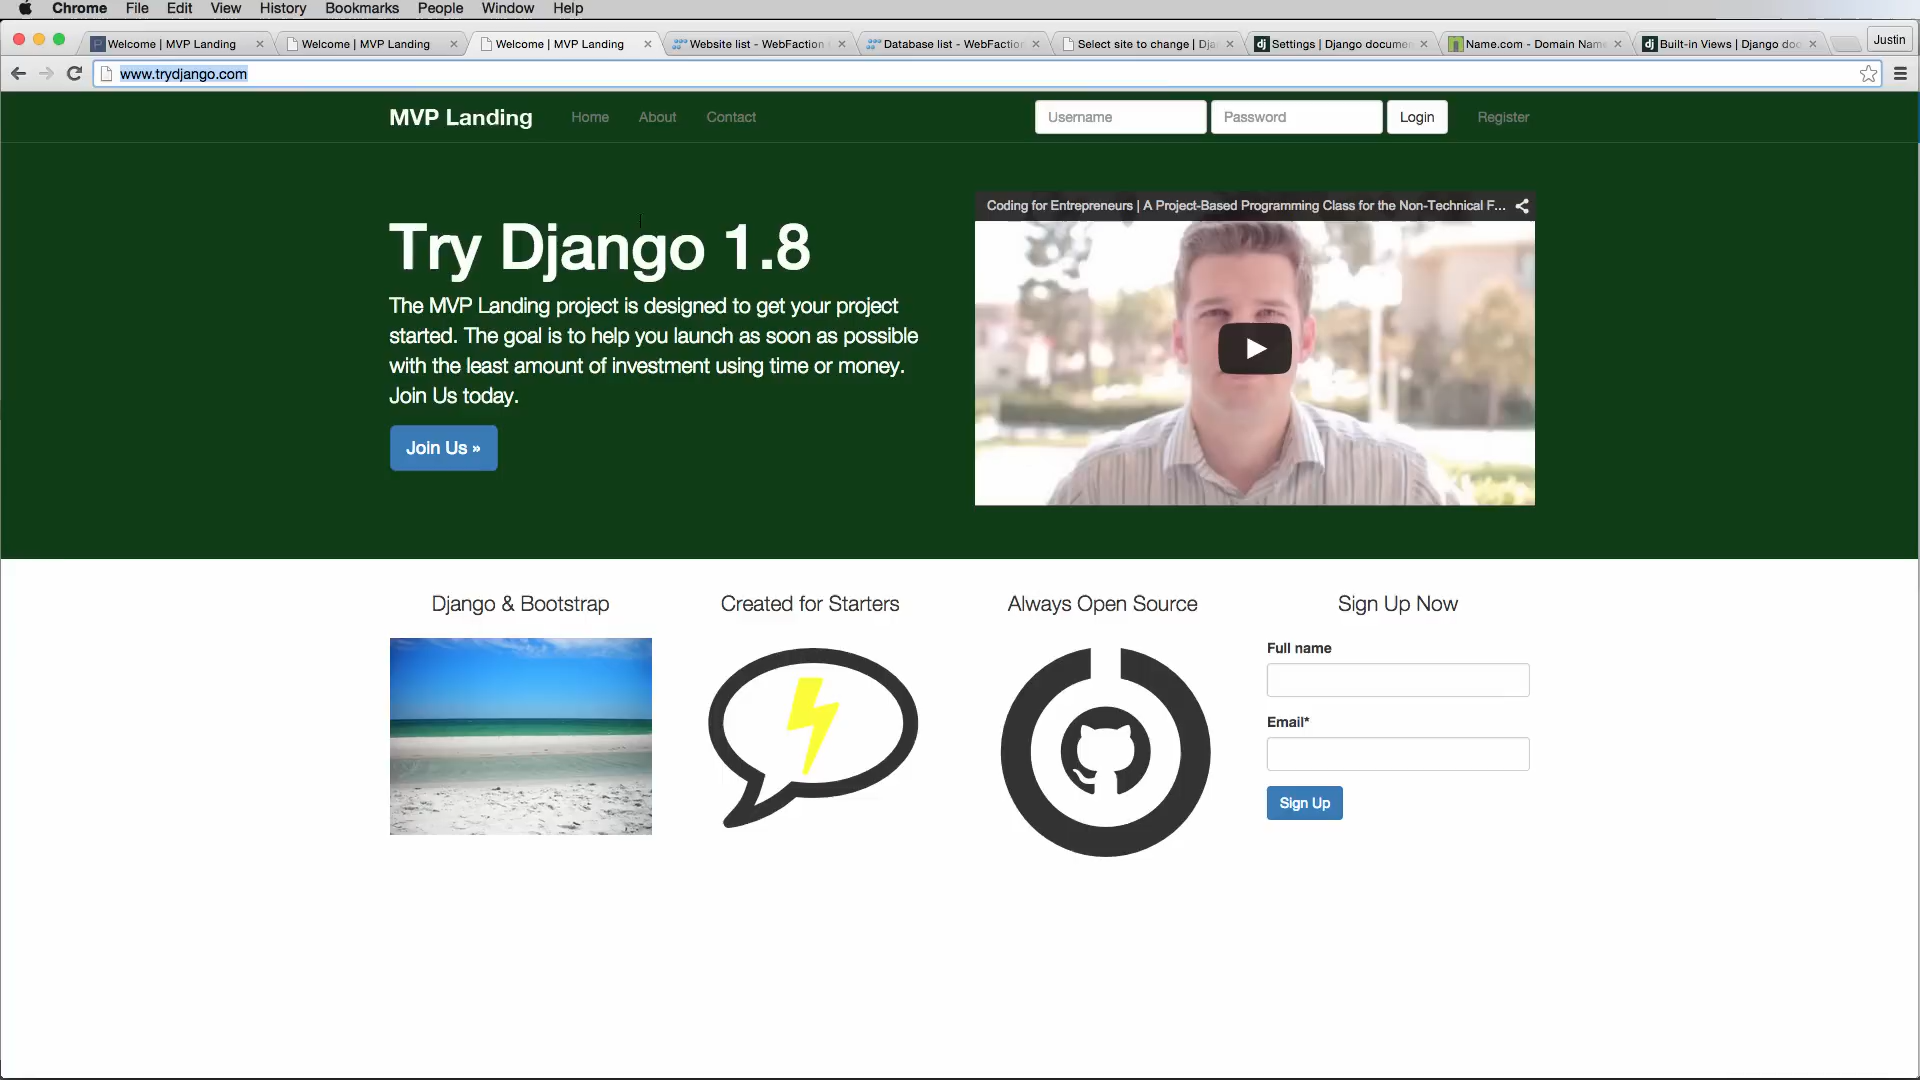 Chrome File Edit View History Bookmarks People Window Help
Welcome | MVP Landing
Welcome | MVP Landing
Welcome | MVP Landing
Website list - WebFaction
Database list - WebFaction
Select site to change | Dja
Settings | Django documen
Name.com - Domain Name
Built-in Views | Django doc
Justin
www.trydjango.com
MVP Landing Home About Contact Username Password Login Register
Try Django 1.8
The MVP Landing project is designed to get your project
started. The goal is to help you launch as soon as possible
with the least amount of investment using time or money.
Join Us today.
Join Us »
Coding for Entrepreneurs | A Project-Based Programming Class for the Non-Technical F...
Django & Bootstrap
Created for Starters
Always Open Source
Sign Up Now
Full name
Email*
Sign Up